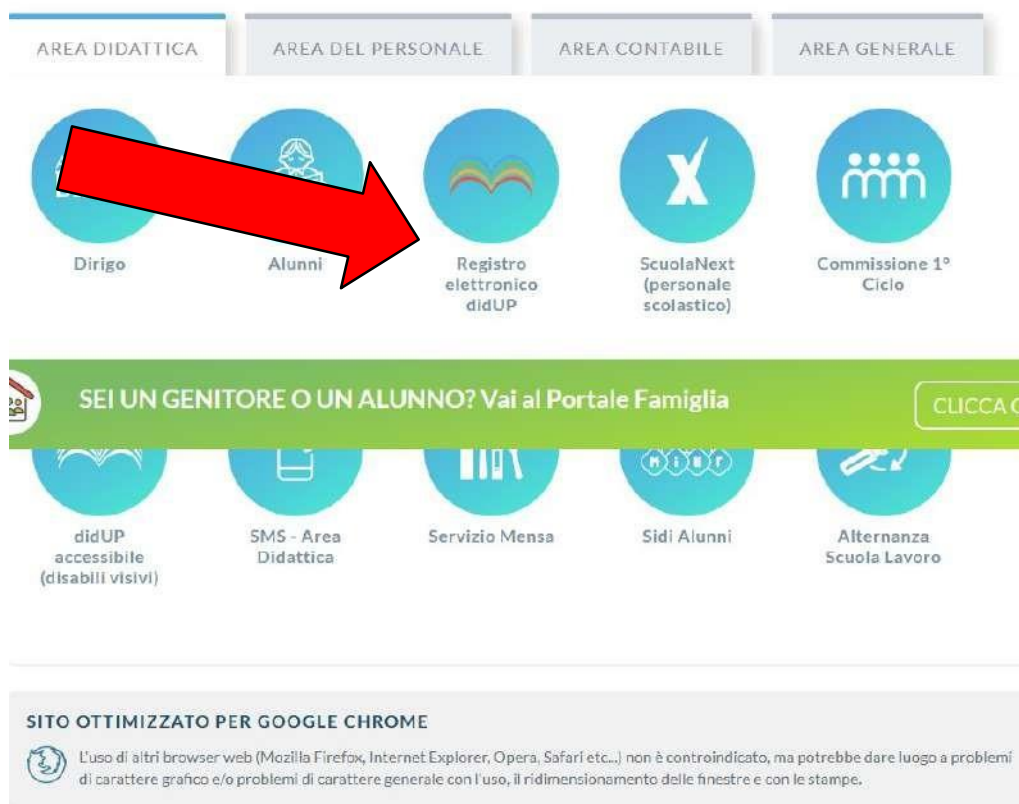 AREA DIDATTICA
AREA DEL PERSONALE
AREA CONTABILE
AREA GENERALE
Dirigo
Alunni
Registro
elettronico
didUP
ScuolaNext
(personale
scolastico)
Commissione 1°
Ciclo
SEI UN GENITORE O UN ALUNNO? Vai al Portale Famiglia
CLICCA
didUP
accessibile
(disabili visivi)
SMS - Area
Didattica
Servizio Mensa
Sidi Alunni
Alternanza
Scuola Lavoro
SITO OTTIMIZZATO PER GOOGLE CHROME
L'uso di altri browser web (Mozilla Firefox, Internet Explorer, Opera, Safari etc...) non è controindicato, ma potrebbe dare luogo a problemi
di carattere grafico e/o problemi di carattere generale con l'uso, il ridimensionamento delle finestre e con le stampe.